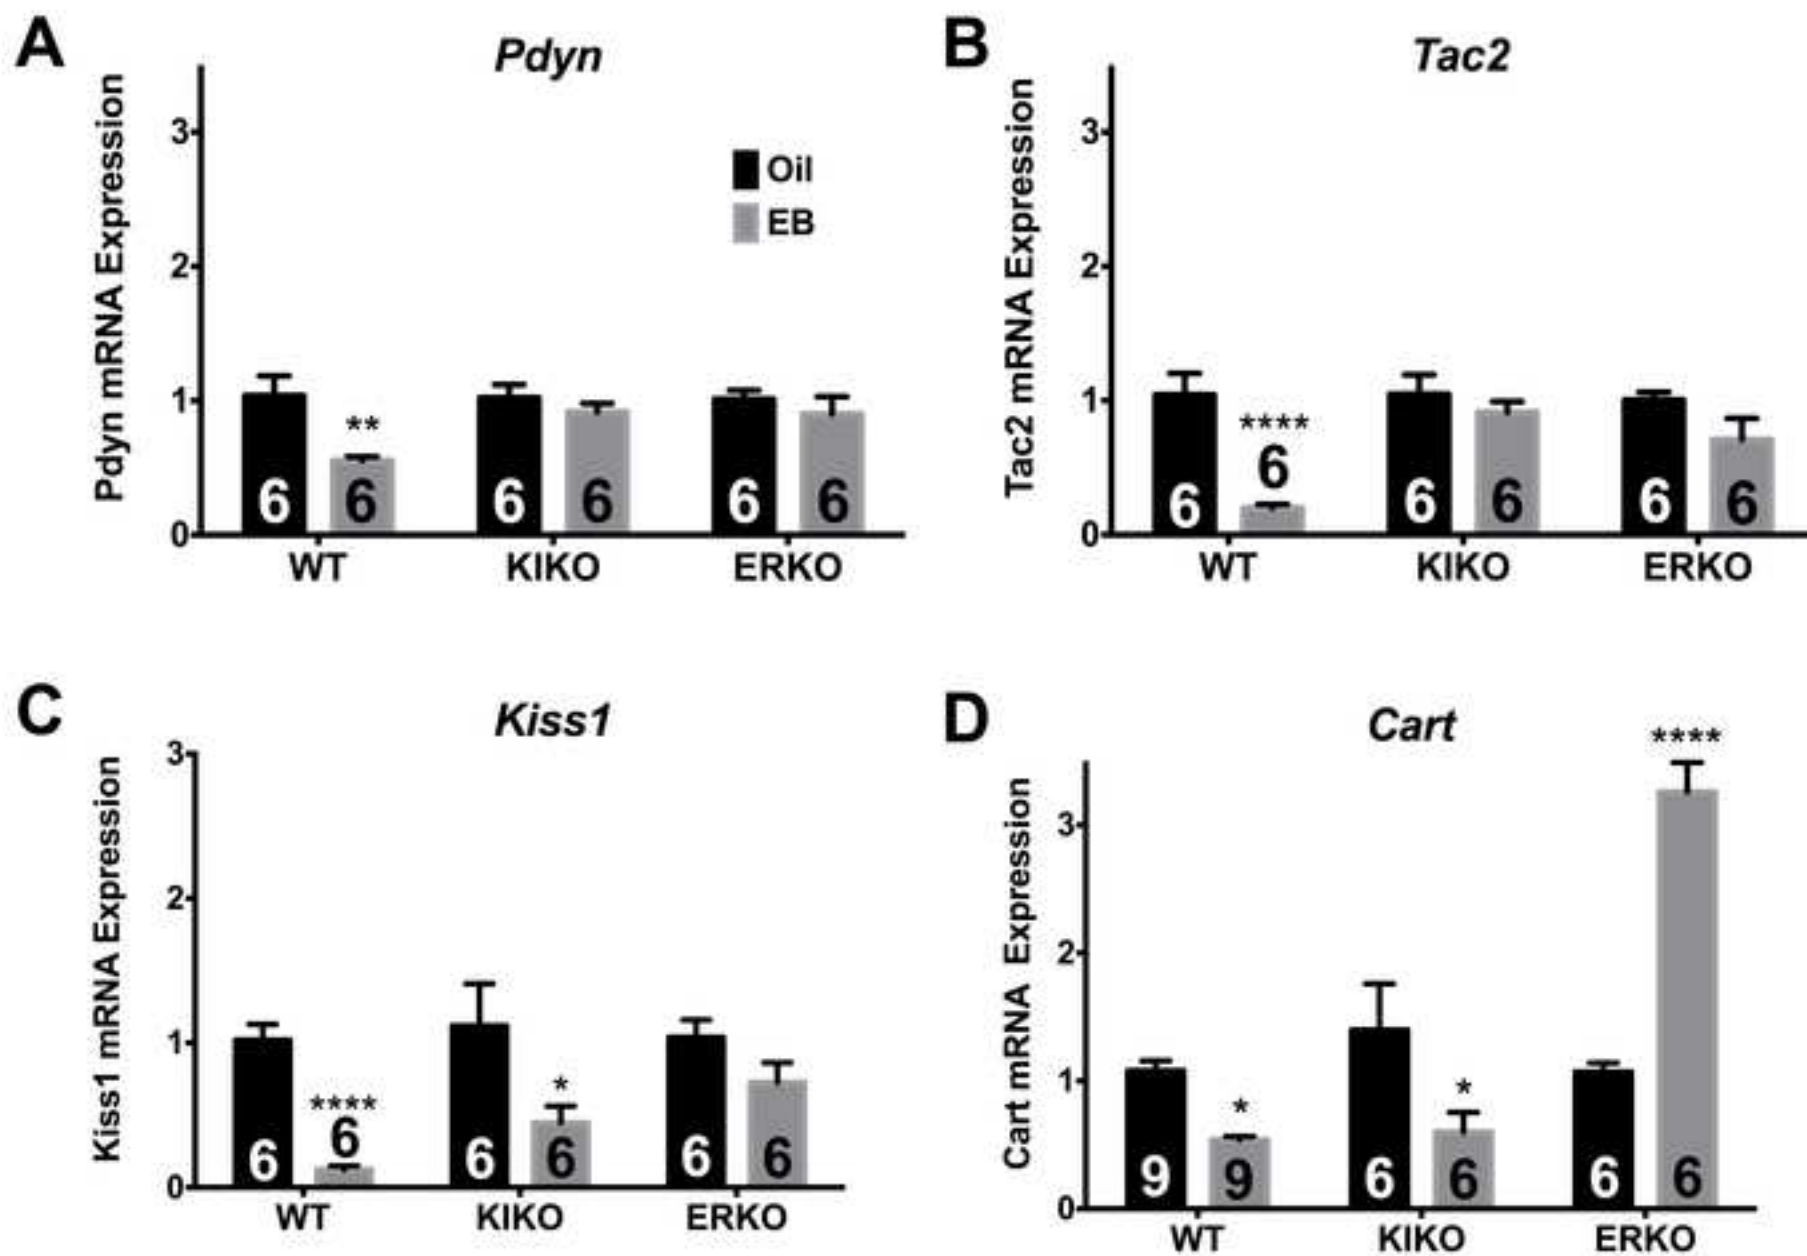 A
Pdyn
Pdyn mRNA Expression
3
2
1
0
Oil
EB
**
6 6 6 6 6 6
WT KIKO ERKO
B
Tac2
Tac2 mRNA Expression
3
2
1
0
****
6 6 6 6 6 6
WT KIKO ERKO
C
Kiss1
Kiss1 mRNA Expression
3
2
1
0
**** *
6 6 6 6 6 6
WT KIKO ERKO
D
Cart
Cart mRNA Expression
3
2
1
0
* * ****
9 9 6 6 6 6
WT KIKO ERKO